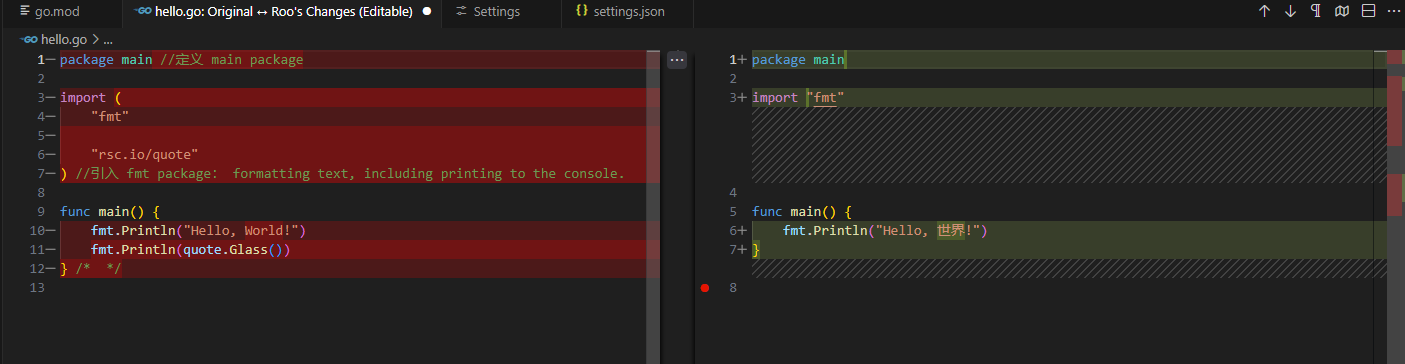 go.mod
hello.go: Original ↔ Roo's Changes (Editable) ●
Settings
{} settings.json
GO hello.go > ...
1− package main //定义 main package
2
3− import (
4− "fmt"
5−
6− "rsc.io/quote"
7− ) //引入 fmt package: formatting text, including printing to the console.
8
9 func main() {
10− fmt.Println("Hello, World!")
11− fmt.Println(quote.Glass())
12− } /*  */
13
1+ package main
2
3+ import "fmt"
4
5 func main() {
6+ fmt.Println("Hello, 世界!")
7+ }
8